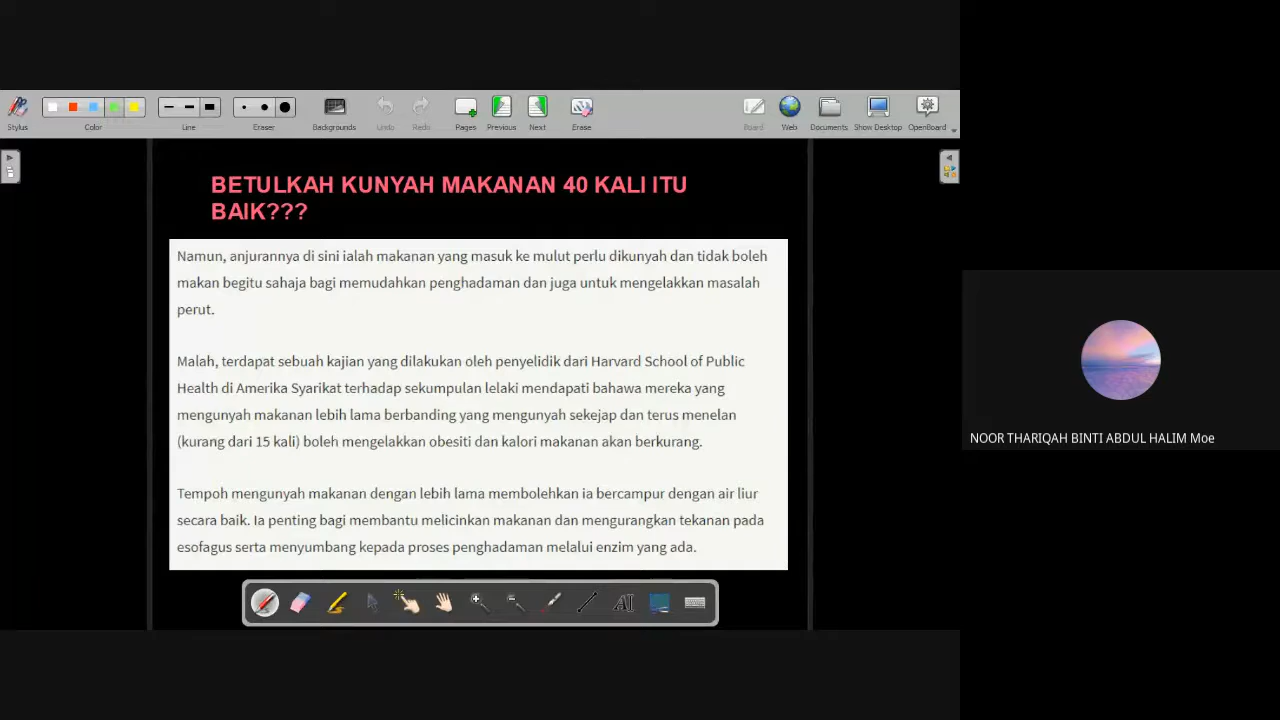 Stylus
Color
Line
Eraser
Backgrounds
Undo
Redo
Pages
Previous
Next
Erase
Board
Web
Documents
Show Desktop
OpenBoard
BETULKAH KUNYAH MAKANAN 40 KALI ITU
BAIK???
Namun, anjurannya di sini ialah makanan yang masuk ke mulut perlu dikunyah dan tidak boleh
makan begitu sahaja bagi memudahkan penghadaman dan juga untuk mengelakkan masalah
perut.
Malah, terdapat sebuah kajian yang dilakukan oleh penyelidik dari Harvard School of Public
Health di Amerika Syarikat terhadap sekumpulan lelaki mendapati bahawa mereka yang
mengunyah makanan lebih lama berbanding yang mengunyah sekejap dan terus menelan
(kurang dari 15 kali) boleh mengelakkan obesiti dan kalori makanan akan berkurang.
Tempoh mengunyah makanan dengan lebih lama membolehkan ia bercampur dengan air liur
secara baik. Ia penting bagi membantu melicinkan makanan dan mengurangkan tekanan pada
esofagus serta menyumbang kepada proses penghadaman melalui enzim yang ada.
AI
NOOR THARIQAH BINTI ABDUL HALIM Moe